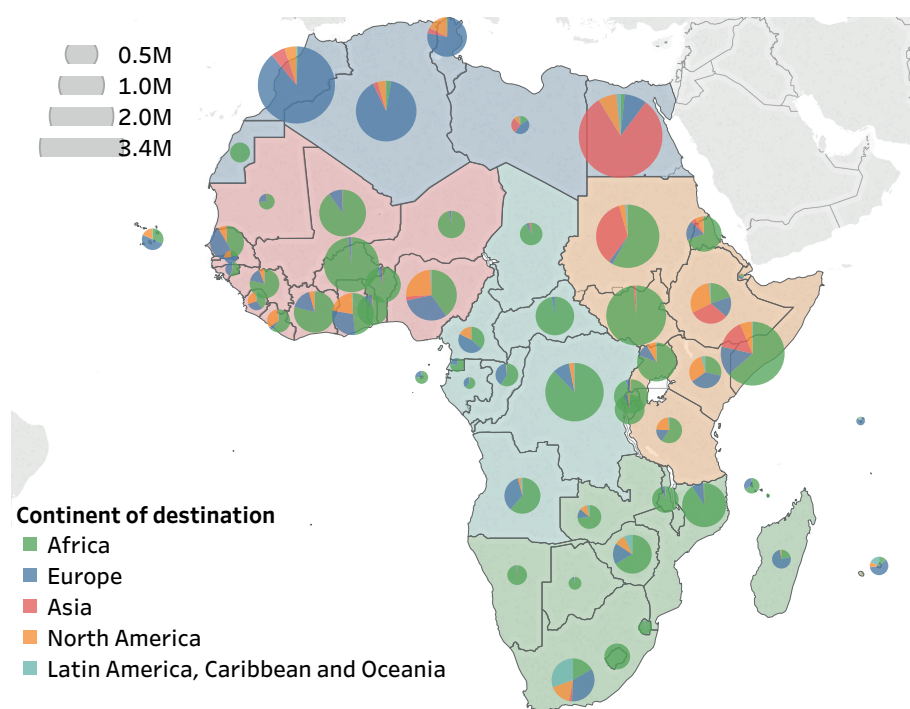 0.5M
1.0M
2.0M
3.4M
Continent of destination
Africa
Europe
Asia
North America
Latin America, Caribbean and Oceania